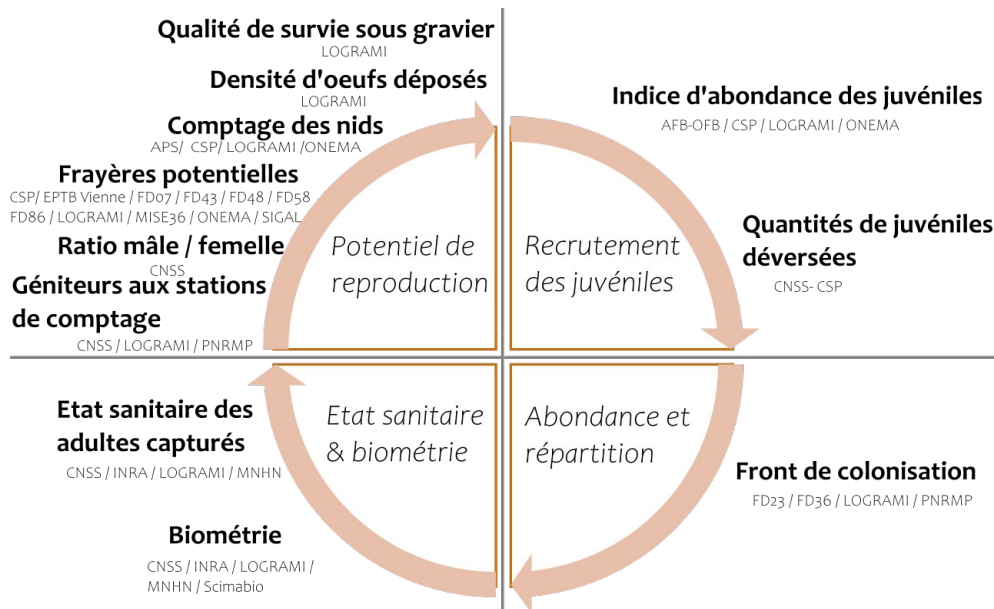 Qualité de survie sous gravier
LOGRAMI
Densité d'oeufs déposés
LOGRAMI
Comptage des nids
APS/ CSP/ LOGRAMI /ONEMA
Frayères potentielles
CSP/ EPTB Vienne / FD07 / FD43 / FD48 / FD58
FD86 / LOGRAMI / MISE36 / ONEMA / SIGAL
Ratio mâle / femelle
CNSS
Géniteurs aux stations
de comptage
CNSS / LOGRAMI / PNRMP
Potentiel de
reproduction
Indice d'abondance des juvéniles
AFB-OFB / CSP / LOGRAMI / ONEMA
Recrutement
des juvéniles
Quantités de juvéniles
déversées
CNSS- CSP
Etat sanitaire des
adultes capturés
CNSS / INRA / LOGRAMI / MNHN
Biométrie
CNSS / INRA / LOGRAMI /
MNHN / Scimabio
Etat sanitaire
& biométrie
Abondance et
répartition
Front de colonisation
FD23 / FD36 / LOGRAMI / PNRMP